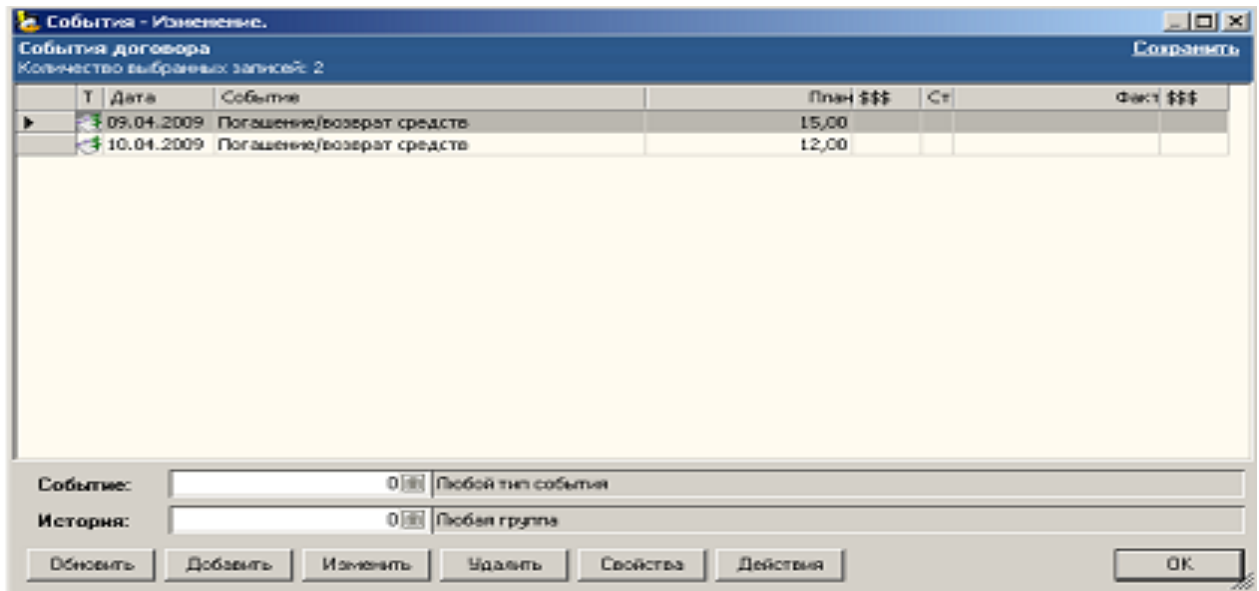 События - Изменение.
События договора Сохранить
Количество выбранных записей: 2
Т Дата Событие План $$$ Ст Факт $$$
09.04.2009 Погашение/возврат средств 15,00
10.04.2009 Погашение/возврат средств 12,00
Событие: 0 Любой тип события
История: 0 Любая группа
Обновить Добавить Изменить Удалить Свойства Действия OK